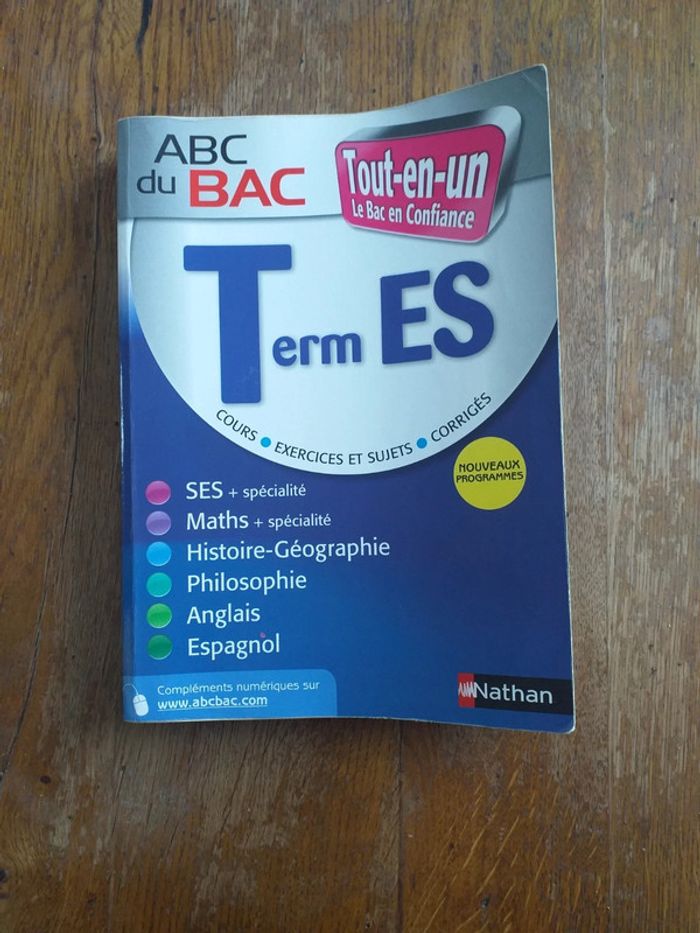 ABC
du BAC
Tout-en-un
Le Bac en Confiance
Term ES
COURS • EXERCICES ET SUJETS • CORRIGÉS
NOUVEAUX
PROGRAMMES
SES + spécialité
Maths + spécialité
Histoire-Géographie
Philosophie
Anglais
Espagnol
Compléments numériques sur
www.abcbac.com
Nathan